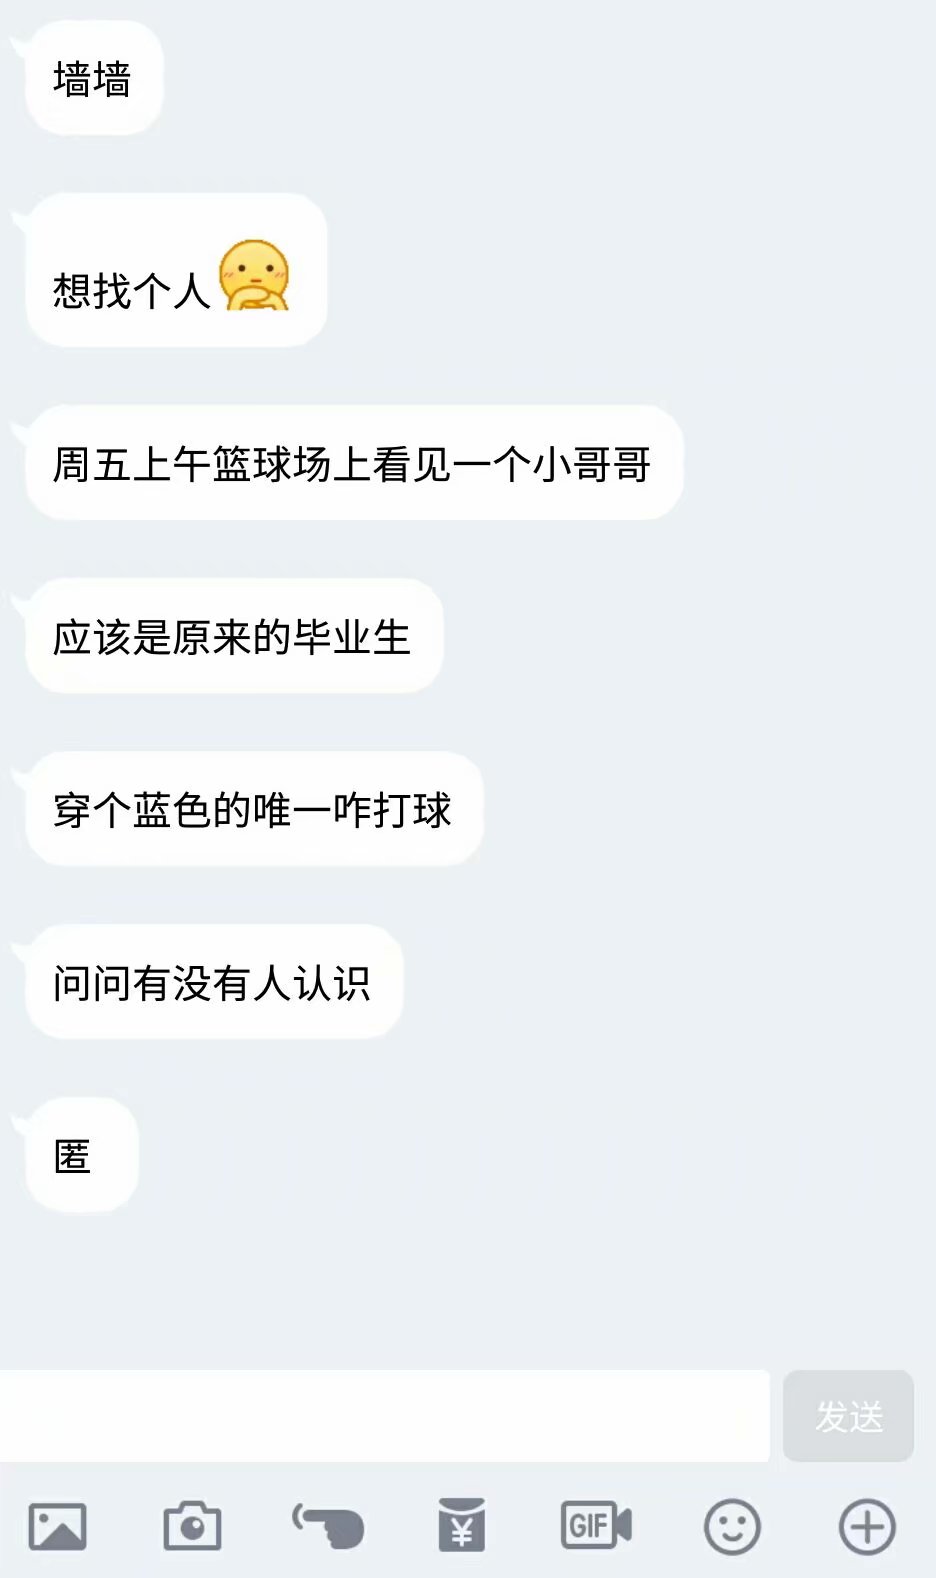 墙墙
想找个人
周五上午篮球场上看见一个小哥哥
应该是原来的毕业生
穿个蓝色的唯一咋打球
问问有没有人认识
匿
发送
GIF